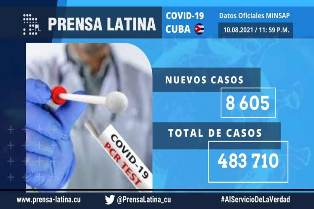 PRENSA LATINA
COVID-19
CUBA
Datos Oficiales MINSAP
10.08.2021 / 11:59 P.M.
NUEVOS CASOS
8 605
TOTAL DE CASOS
483 710
COVID-19
PCR TEST
www.prensa-latina.cu
@PrensaLatina_cu
#AlServicioDeLaVerdad